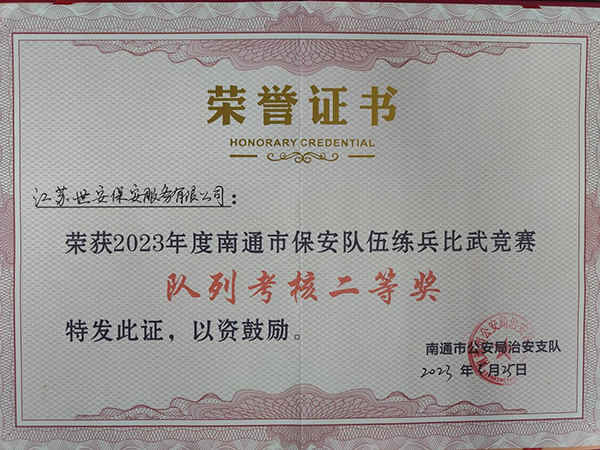 荣誉证书
HONORARY CREDENTIAL
江苏世安保安服务有限公司：
荣获2023年度南通市保安队伍练兵比武竞赛
队列考核二等奖
特发此证，以资鼓励。
南通市公安局治安支队
2023年5月25日